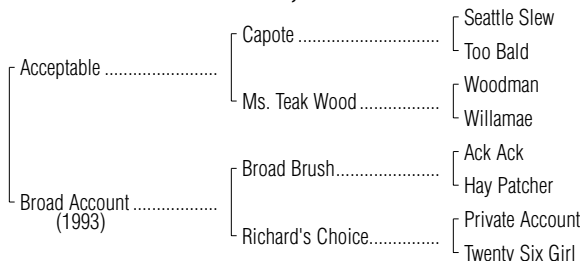 Seattle Slew
Capote ..............................
Too Bald
Acceptable .......................
Woodman
Ms. Teak Wood .................
Willamae
Ack Ack
Broad Brush......................
Hay Patcher
Broad Account .................
(1993)
Private Account
Richard's Choice...............
Twenty Six Girl